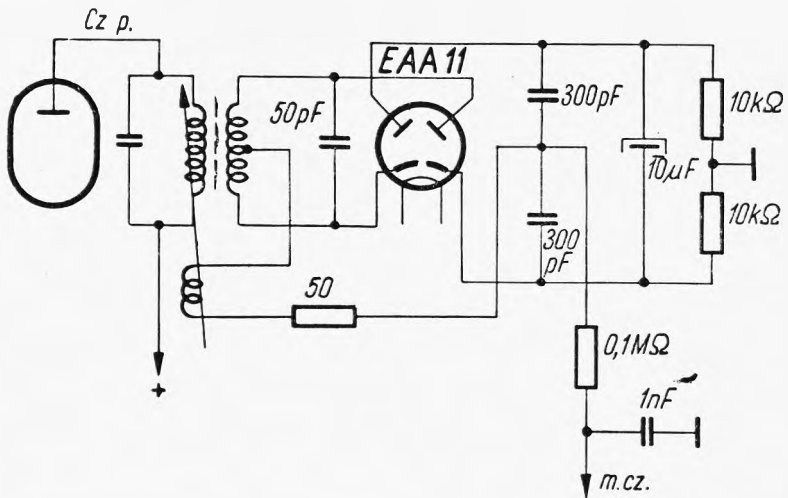 Cz p.
EAA 11
50pF
300pF
10kΩ
10µF
300
pF
10kΩ
50
0,1MΩ
1nF
+
m.cz.